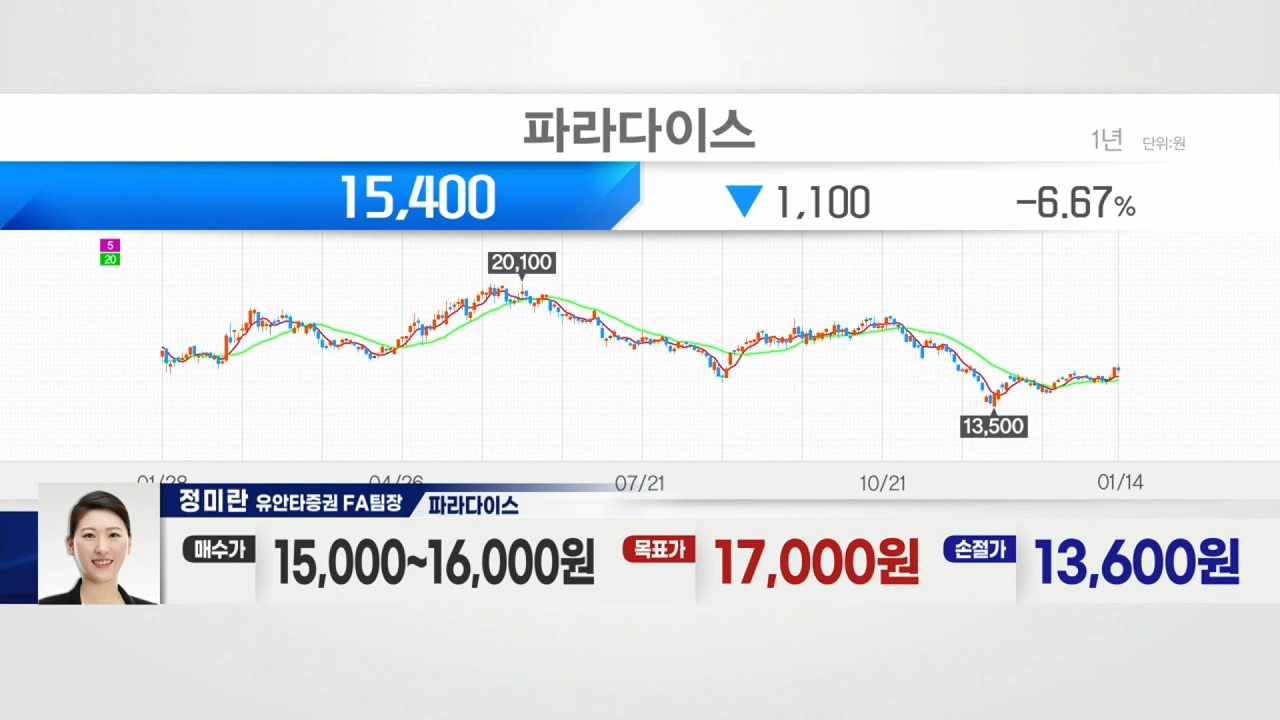 파라다이스
1년 단위:원
15,400 ▼ 1,100 -6.67%
5
20
20,100
13,500
01/28 04/26 07/21 10/21 01/14
정미란 유안타증권 FA팀장 파라다이스
매수가 15,000~16,000원 목표가 17,000원 손절가 13,600원